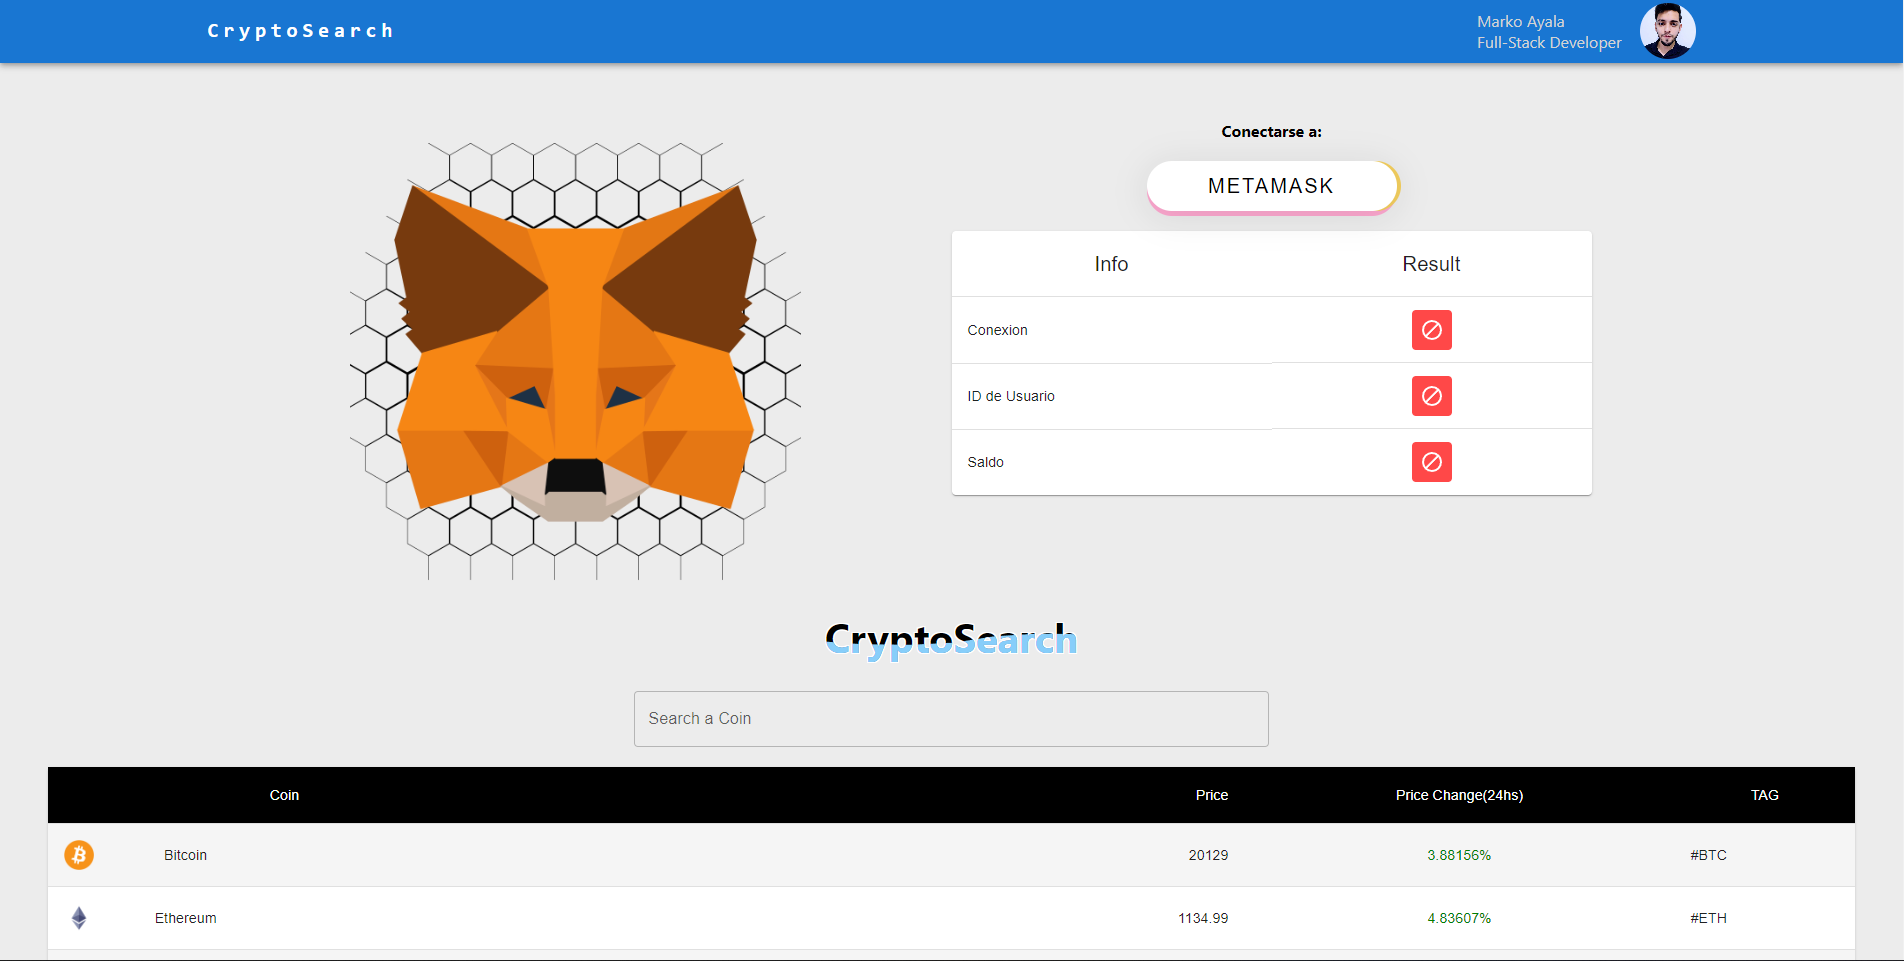 CryptoSearch
Marko Ayala
Full-Stack Developer
Conectarse a:
METAMASK
Info Result
Conexion
ID de Usuario
Saldo
CryptoSearch
Search a Coin
Coin Price Price Change(24hs) TAG
Bitcoin 20129 3.88156% #BTC
Ethereum 1134.99 4.83607% #ETH